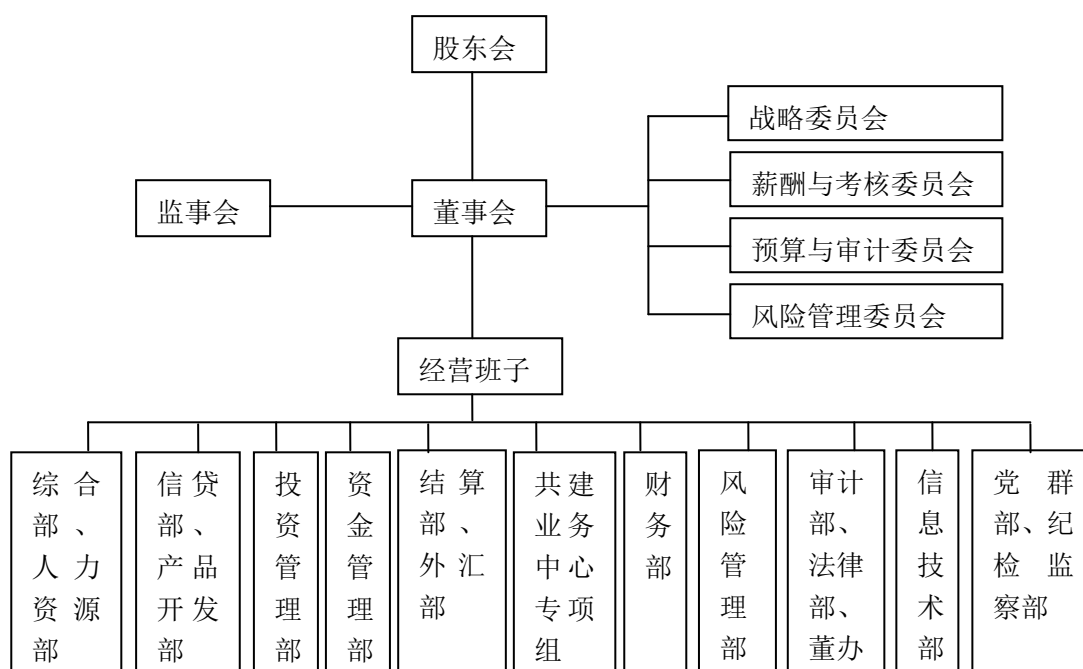 股东会
战略委员会
薪酬与考核委员会
监事会
董事会
预算与审计委员会
风险管理委员会
经营班子
综合
部、
人力
资源
部
信贷
部、
产品
开发
部
投
资
管
理
部
资
金
管
理
部
结算
部、
外汇
部
共建
业务
中心
专项
组
财
务
部
风
险
管
理
部
审计
部、
法律
部、
董办
信
息
技
术
部
党群
部、纪
检监
察部